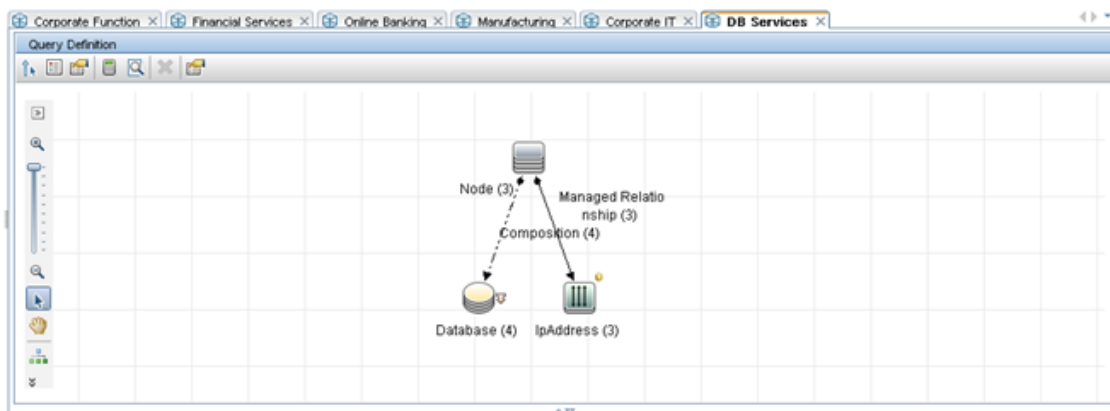 Corporate Function
Financial Services
Online Banking
Manufacturing
Corporate IT
DB Services
Query Definition
Node (3)
Managed Relatio
nship (3)
Composition (4)
Database (4)
IpAddress (3)